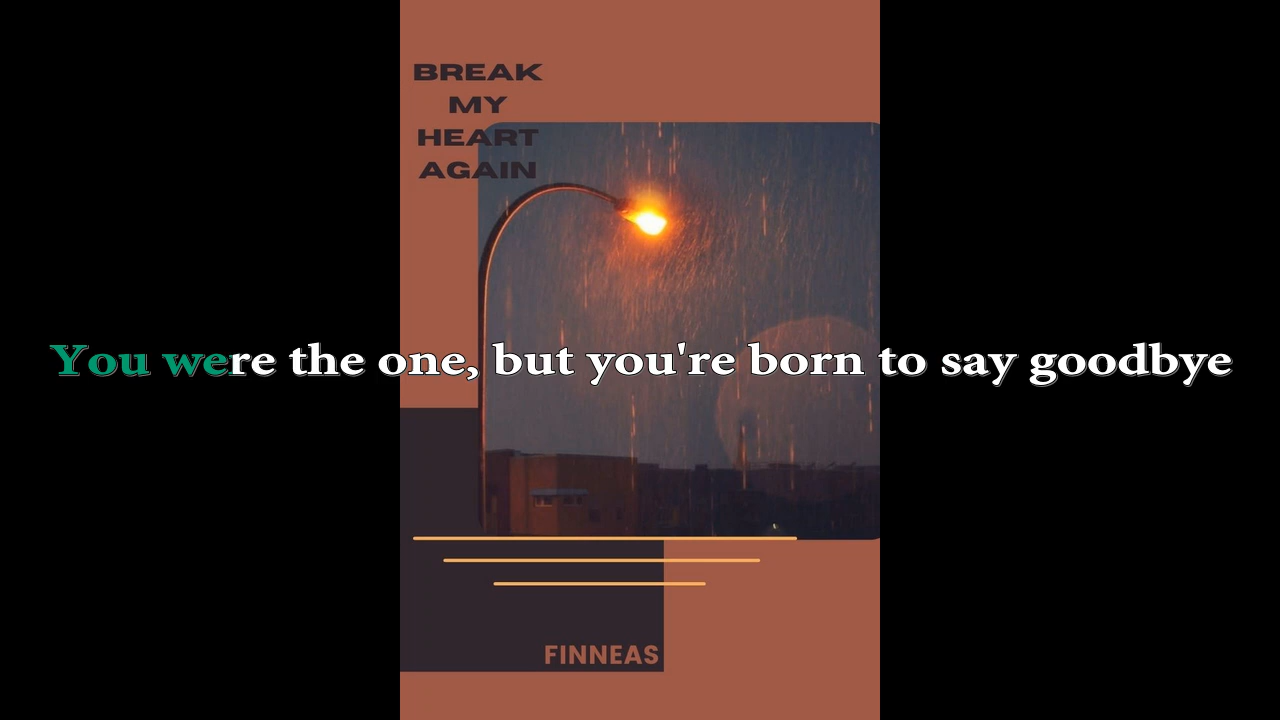 BREAK
MY
HEART
AGAIN
You were the one, but you're born to say goodbye
FINNEAS